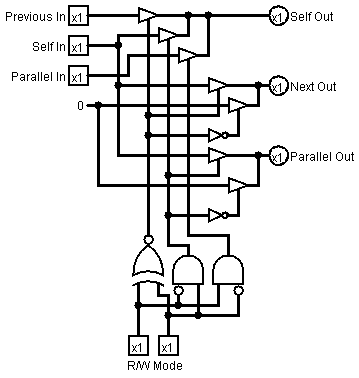 Previous In x1 x1 Self Out
Self In x1
Parallel In x1
x1 Next Out
0
x1 Parallel Out
x1 x1
R/W Mode